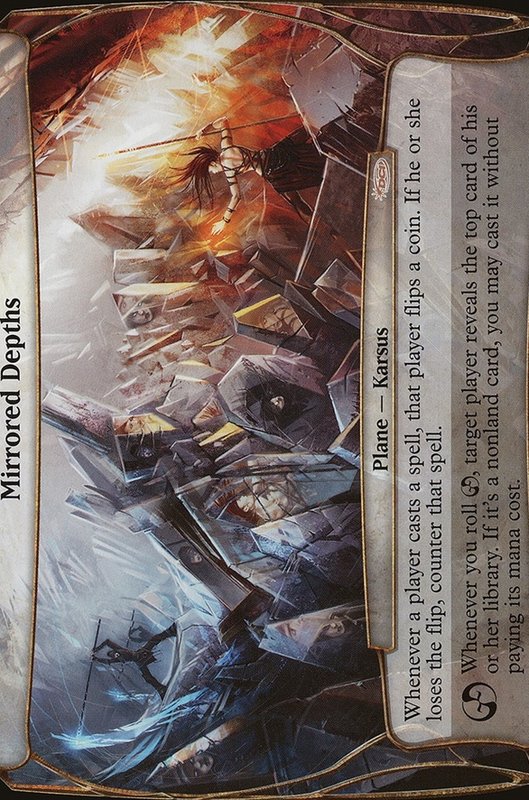 Mirrored Depths
Plane — Karsus
DCI
Whenever a player casts a spell, that player flips a coin. If he or she
loses the flip, counter that spell.
Whenever you roll , target player reveals the top card of his
or her library. If it's a nonland card, you may cast it without
paying its mana cost.